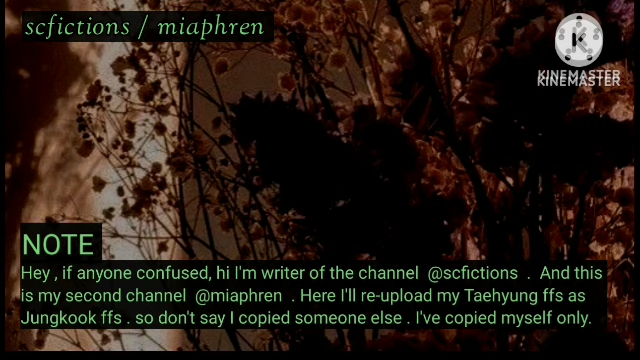 scfictions / miaphren
K
KINEMASTER
KINEMASTER
NOTE
Hey , if anyone confused, hi I'm writer of the channel @scfictions . And this
is my second channel @miaphren . Here I'll re-upload my Taehyung ffs as
Jungkook ffs . so don't say I copied someone else . I've copied myself only.